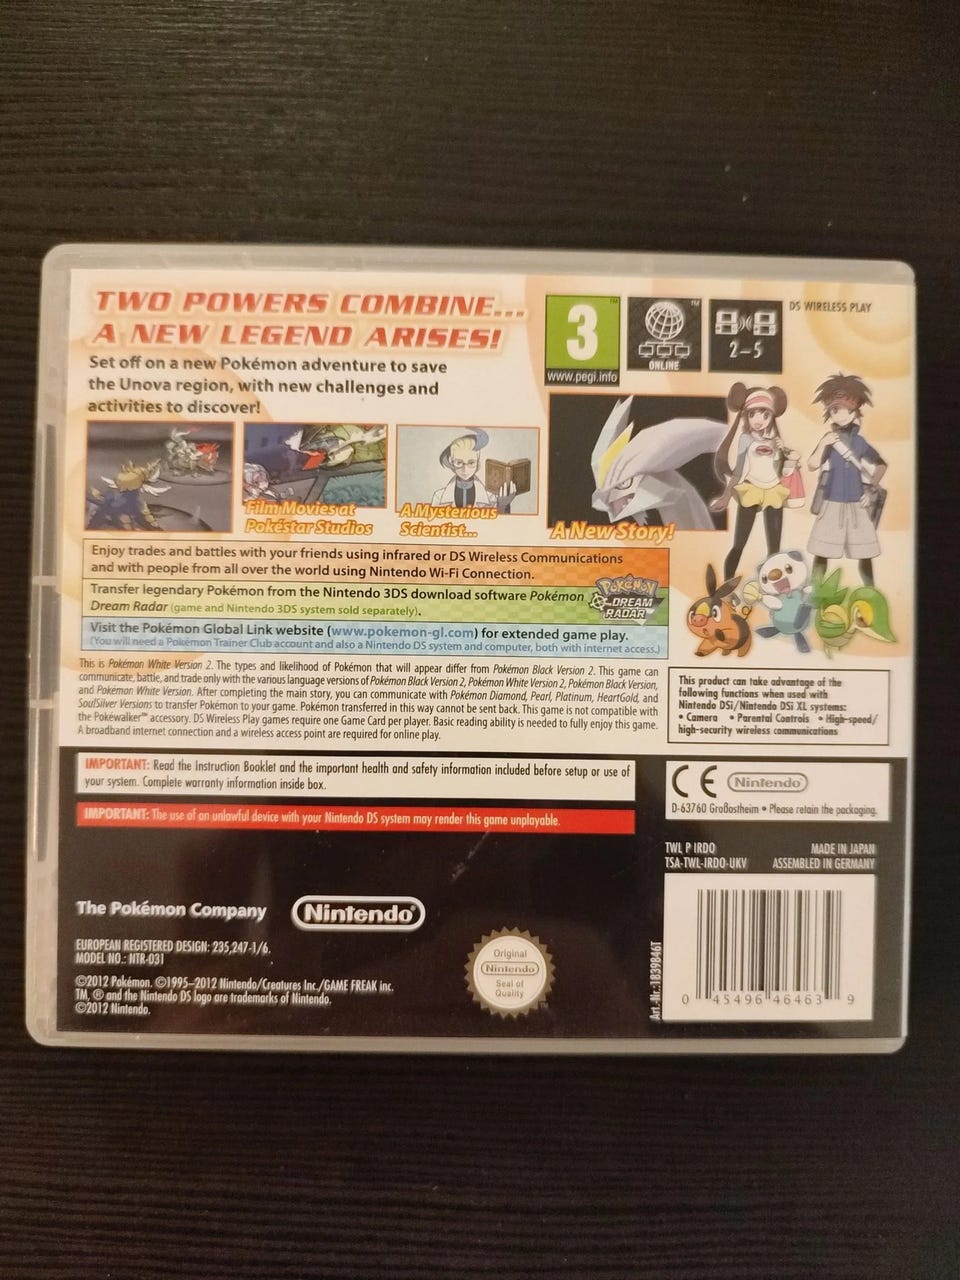 TWO POWERS COMBINE...
A NEW LEGEND ARISES!
Set off on a new Pokémon adventure to save
the Unova region, with new challenges and
activities to discover!
3™
www.pegi.info
™
ONLINE
2–5
DS WIRELESS PLAY
Film Movies at
Pokéstar Studios
A Mysterious
Scientist...
A New Story!
Enjoy trades and battles with your friends using infrared or DS Wireless Communications
and with people from all over the world using Nintendo Wi-Fi Connection.
Transfer legendary Pokémon from the Nintendo 3DS download software Pokémon
Dream Radar (game and Nintendo 3DS system sold separately).
Pokémon
DREAM
RADAR
Visit the Pokémon Global Link website (www.pokemon-gl.com) for extended game play.
(You will need a Pokémon Trainer Club account and also a Nintendo DS system and computer, both with internet access.)
This is Pokémon White Version 2. The types and likelihood of Pokémon that will appear differ from Pokémon Black Version 2. This game can
communicate, battle, and trade only with the various language versions of Pokémon Black Version 2, Pokémon White Version 2, Pokémon Black Version,
and Pokémon White Version. After completing the main story, you can communicate with Pokémon Diamond, Pearl, Platinum, HeartGold, and
SoulSilver Versions to transfer Pokémon to your game. Pokémon transferred in this way cannot be sent back. This game is not compatible with
the Pokéwalker™ accessory. DS Wireless Play games require one Game Card per player. Basic reading ability is needed to fully enjoy this game.
A broadband internet connection and a wireless access point are required for online play.
This product can take advantage of the
following functions when used with
Nintendo DSi/Nintendo DSi XL systems:
• Camera • Parental Controls • High-speed/
high-security wireless communications
IMPORTANT: Read the Instruction Booklet and the important health and safety information included before setup or use of
your system. Complete warranty information inside box.
IMPORTANT: The use of an unlawful device with your Nintendo DS system may render this game unplayable.
CE Nintendo®
D-63760 Großostheim • Please retain the packaging.
TWL P IRDO MADE IN JAPAN
TSA-TWL-IRDO-UKV ASSEMBLED IN GERMANY
The Pokémon Company Nintendo®
EUROPEAN REGISTERED DESIGN: 235,247-1/6.
MODEL NO.: NTR-031
©2012 Pokémon. ©1995–2012 Nintendo/Creatures Inc./GAME FREAK inc.
TM, ® and the Nintendo DS logo are trademarks of Nintendo.
©2012 Nintendo.
Original
Nintendo
Seal of
Quality
Art.-Nr.:1839846T
0 45496 46463 9